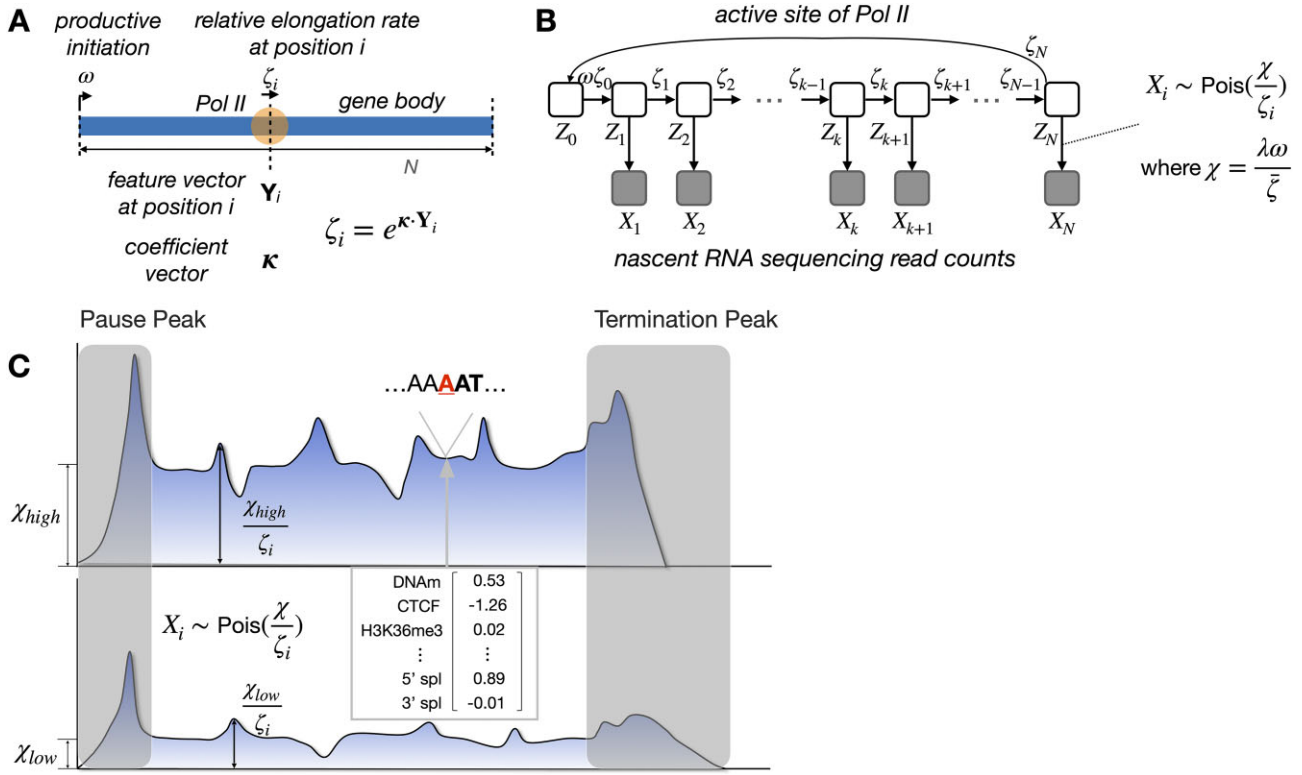 A
productive
initiation
relative elongation rate
at position i
ω
ζi
Pol II
gene body
N
feature vector
at position i
Yi
ζi = e^κ·Yi
coefficient
vector
κ
B
active site of Pol II
ζN
ωζ0 ζ1 ζ2 ζk−1 ζk ζk+1 ζN−1
Z0 Z1 Z2 Zk Zk+1 ZN
X1 X2 Xk Xk+1 XN
nascent RNA sequencing read counts
Xi ∼ Pois(χ/ζi)
where χ = λω/ζ̄
C
Pause Peak
Termination Peak
...AAAAT...
χhigh
χhigh/ζi
DNAm 0.53
CTCF -1.26
H3K36me3 0.02
⋮ ⋮
5' spl 0.89
3' spl -0.01
Xi ∼ Pois(χ/ζi)
χlow/ζi
χlow